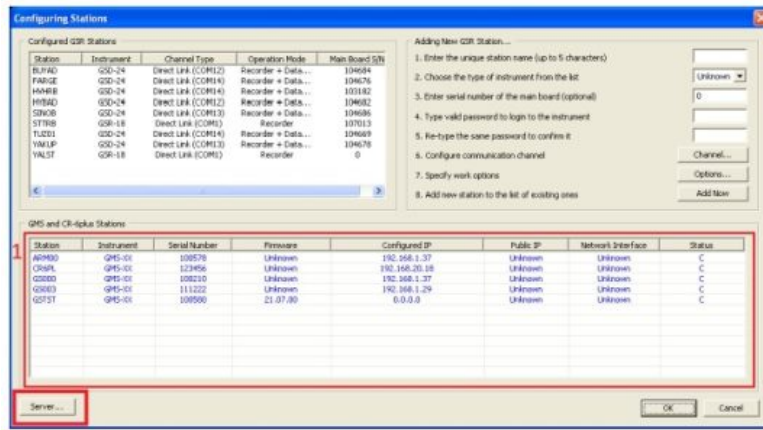 Configuring Stations
Configured GSR Stations
Station Instrument Channel Type Operation Mode Main Board S/N
GSD-24 Direct Link (COM12) Recorder + Data... 104684
PARGE GSD-24 Direct Link (COM14) Recorder + Data... 104676
HVHRB GSD-24 Direct Link (COM14) Recorder + Data... 103182
HYBAD GSD-24 Direct Link (COM12) Recorder + Data... 104682
SINOB GSD-24 Direct Link (COM13) Recorder + Data... 104686
STTRB GSR-18 Direct Link (COM1) Recorder 107013
TUZ01 GSD-24 Direct Link (COM14) Recorder + Data... 104669
YAKUP GSD-24 Direct Link (COM13) Recorder + Data... 104678
YALST GSR-18 Direct Link (COM1) Recorder 0
Adding New GSR Station...
1. Enter the unique station name (up to 5 characters)
2. Choose the type of instrument from the list Unknown
3. Enter serial number of the main board (optional) 0
4. Type valid password to login to the instrument
5. Re-type the same password to confirm it
6. Configure communication channel Channel...
7. Specify work options Options...
8. Add new station to the list of existing ones Add Now
GMS and CR-6plus Stations
1
Station Instrument Serial Number Firmware Configured IP Public IP Network Interface Status
ARM80 GMS-XX 100578 Unknown 192.168.1.37 Unknown Unknown C
CR6PL GMS-XX 123456 Unknown 192.168.20.18 Unknown Unknown C
GS000 GMS-XX 100210 Unknown 192.168.1.37 Unknown Unknown C
GS003 GMS-XX 111222 Unknown 192.168.1.29 Unknown Unknown C
GSTST GMS-XX 100580 21.07.80 0.0.0.0 Unknown Unknown C
Server...
OK Cancel